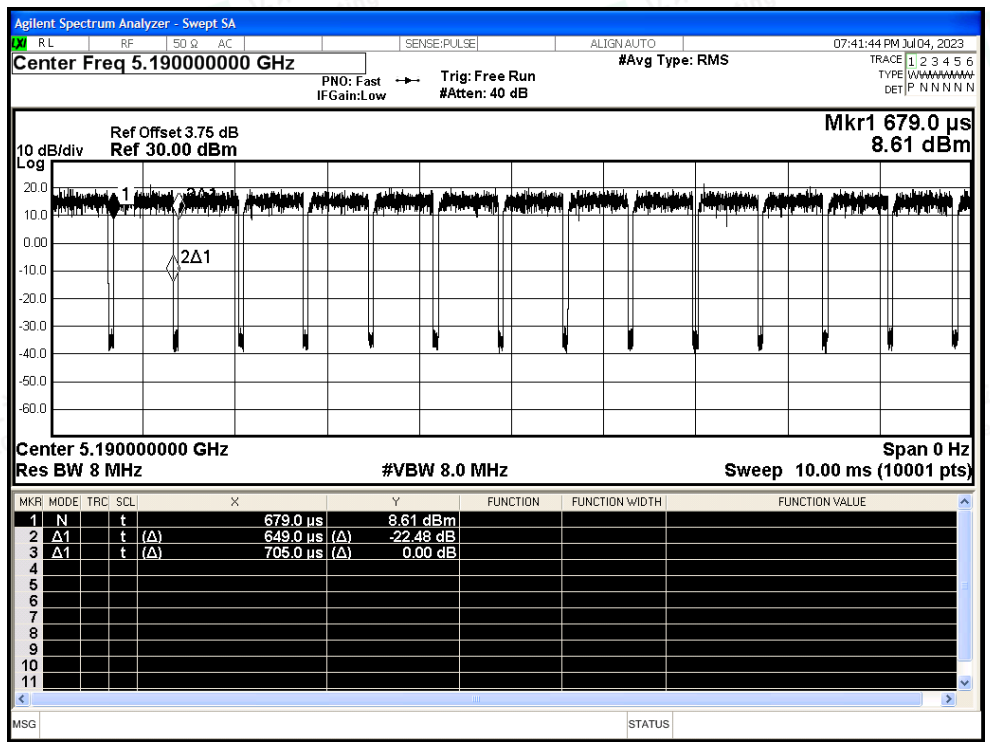 Agilent Spectrum Analyzer - Swept SA
LXI RL RF 50 Ω AC SENSE:PULSE ALIGN AUTO 07:41:44 PM Jul 04, 2023
Center Freq 5.190000000 GHz #Avg Type: RMS TRACE 1 2 3 4 5 6
PNO: Fast Trig: Free Run TYPE WWWWWW
IFGain:Low #Atten: 40 dB DET P N N N N N
Mkr1 679.0 µs
Ref Offset 3.75 dB
10 dB/div Ref 30.00 dBm 8.61 dBm
Log
20.0
10.0
0.00
-10.0
-20.0
-30.0
-40.0
-50.0
-60.0
1
3Δ1
2Δ1
Center 5.190000000 GHz Span 0 Hz
Res BW 8 MHz #VBW 8.0 MHz Sweep 10.00 ms (10001 pts)
MKR MODE TRC SCL X Y FUNCTION FUNCTION WIDTH FUNCTION VALUE
1 N t 679.0 µs 8.61 dBm
2 Δ1 t (Δ) 649.0 µs (Δ) -22.48 dB
3 Δ1 t (Δ) 705.0 µs (Δ) 0.00 dB
4
5
6
7
8
9
10
11
MSG STATUS